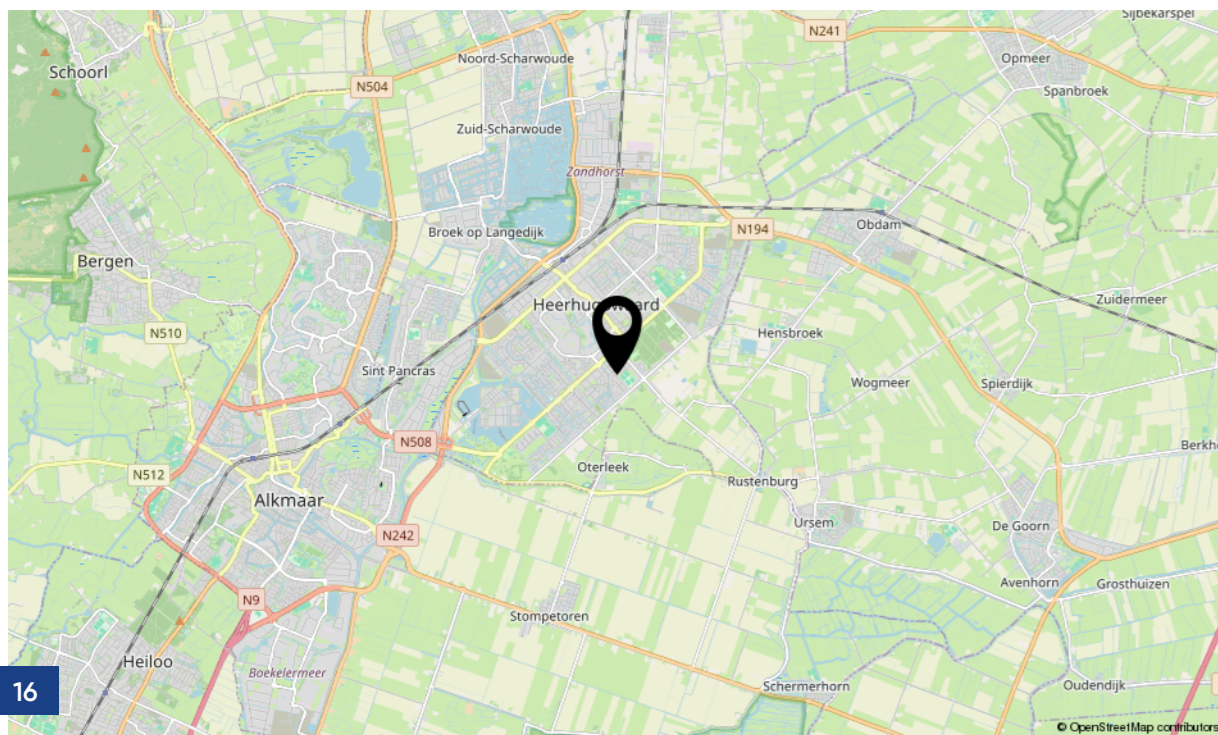 Sijbekarspel
N241
Noord-Scharwoude
Opmeer
Schoorl
N504
Spanbroek
Zuid-Scharwoude
Zandhorst
Obdam
N194
Broek op Langedijk
Bergen
Zuidermeer
Heerhugowaard
N510
Hensbroek
Sint Pancras
Wogmeer
Spierdijk
N508
Oterleek
N512
Rustenburg
Alkmaar
Ursem
De Goorn
N242
Avenhorn
Grosthuizen
N9
Stompetoren
Heiloo
Boekelermeer
Schermerhorn
Oudendijk
16
© OpenStreetMap contributors